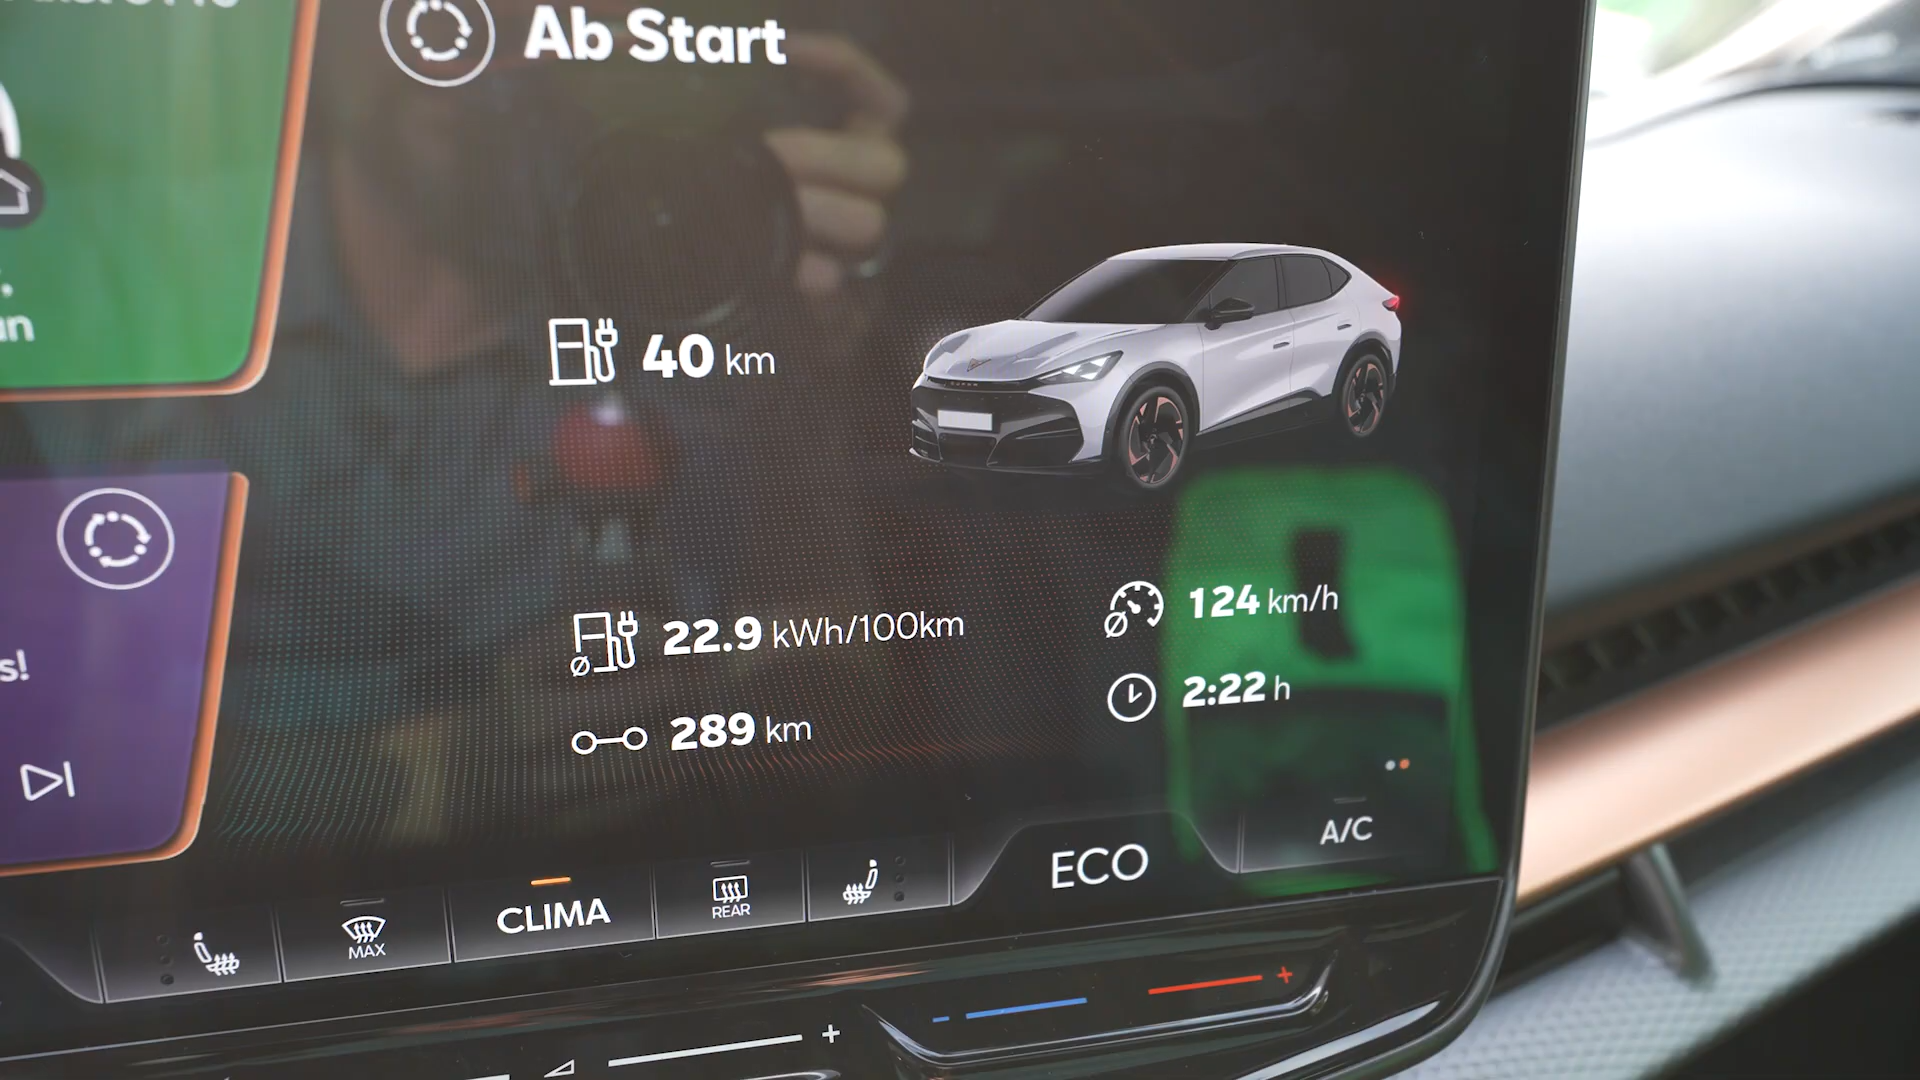 Ab Start
40 km
22.9 kWh/100km
124 km/h
289 km
2:22 h
s!
MAX
CLIMA
REAR
ECO
A/C
- +
+